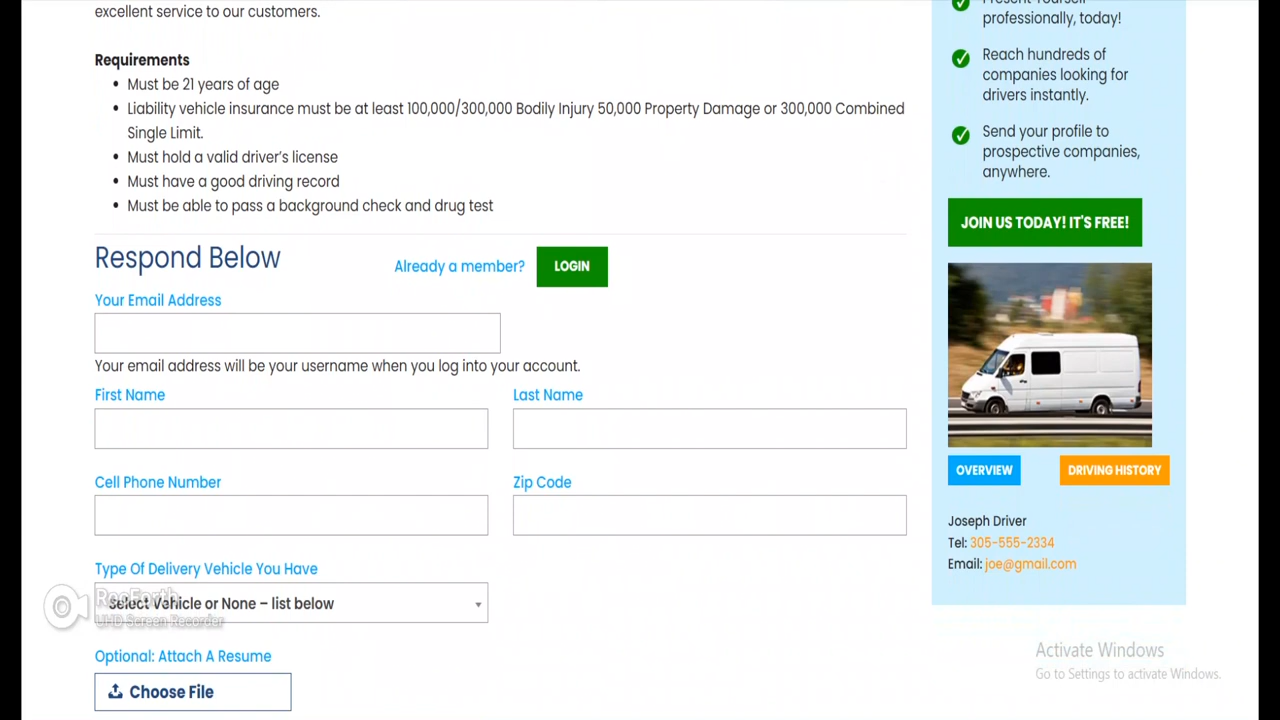 excellent service to our customers.
Requirements
Must be 21 years of age
Liability vehicle insurance must be at least 100,000/300,000 Bodily Injury 50,000 Property Damage or 300,000 Combined
Single Limit.
Must hold a valid driver's license
Must have a good driving record
Must be able to pass a background check and drug test
Respond Below
Already a member?
LOGIN
Your Email Address
Your email address will be your username when you log into your account.
First Name
Last Name
Cell Phone Number
Zip Code
Type Of Delivery Vehicle You Have
Select Vehicle or None – list below
RecForth
UHD Screen Recorder
Optional: Attach A Resume
Choose File
Present Yourself
professionally, today!
Reach hundreds of
companies looking for
drivers instantly.
Send your profile to
prospective companies,
anywhere.
JOIN US TODAY! IT'S FREE!
OVERVIEW
DRIVING HISTORY
Joseph Driver
Tel: 305-555-2334
Email: joe@gmail.com
Activate Windows
Go to Settings to activate Windows.